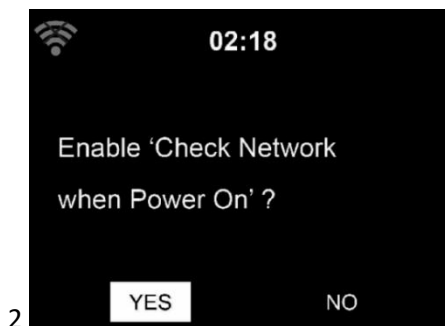 02:18
Enable ‘Check Network
when Power On’ ?
YES NO
2